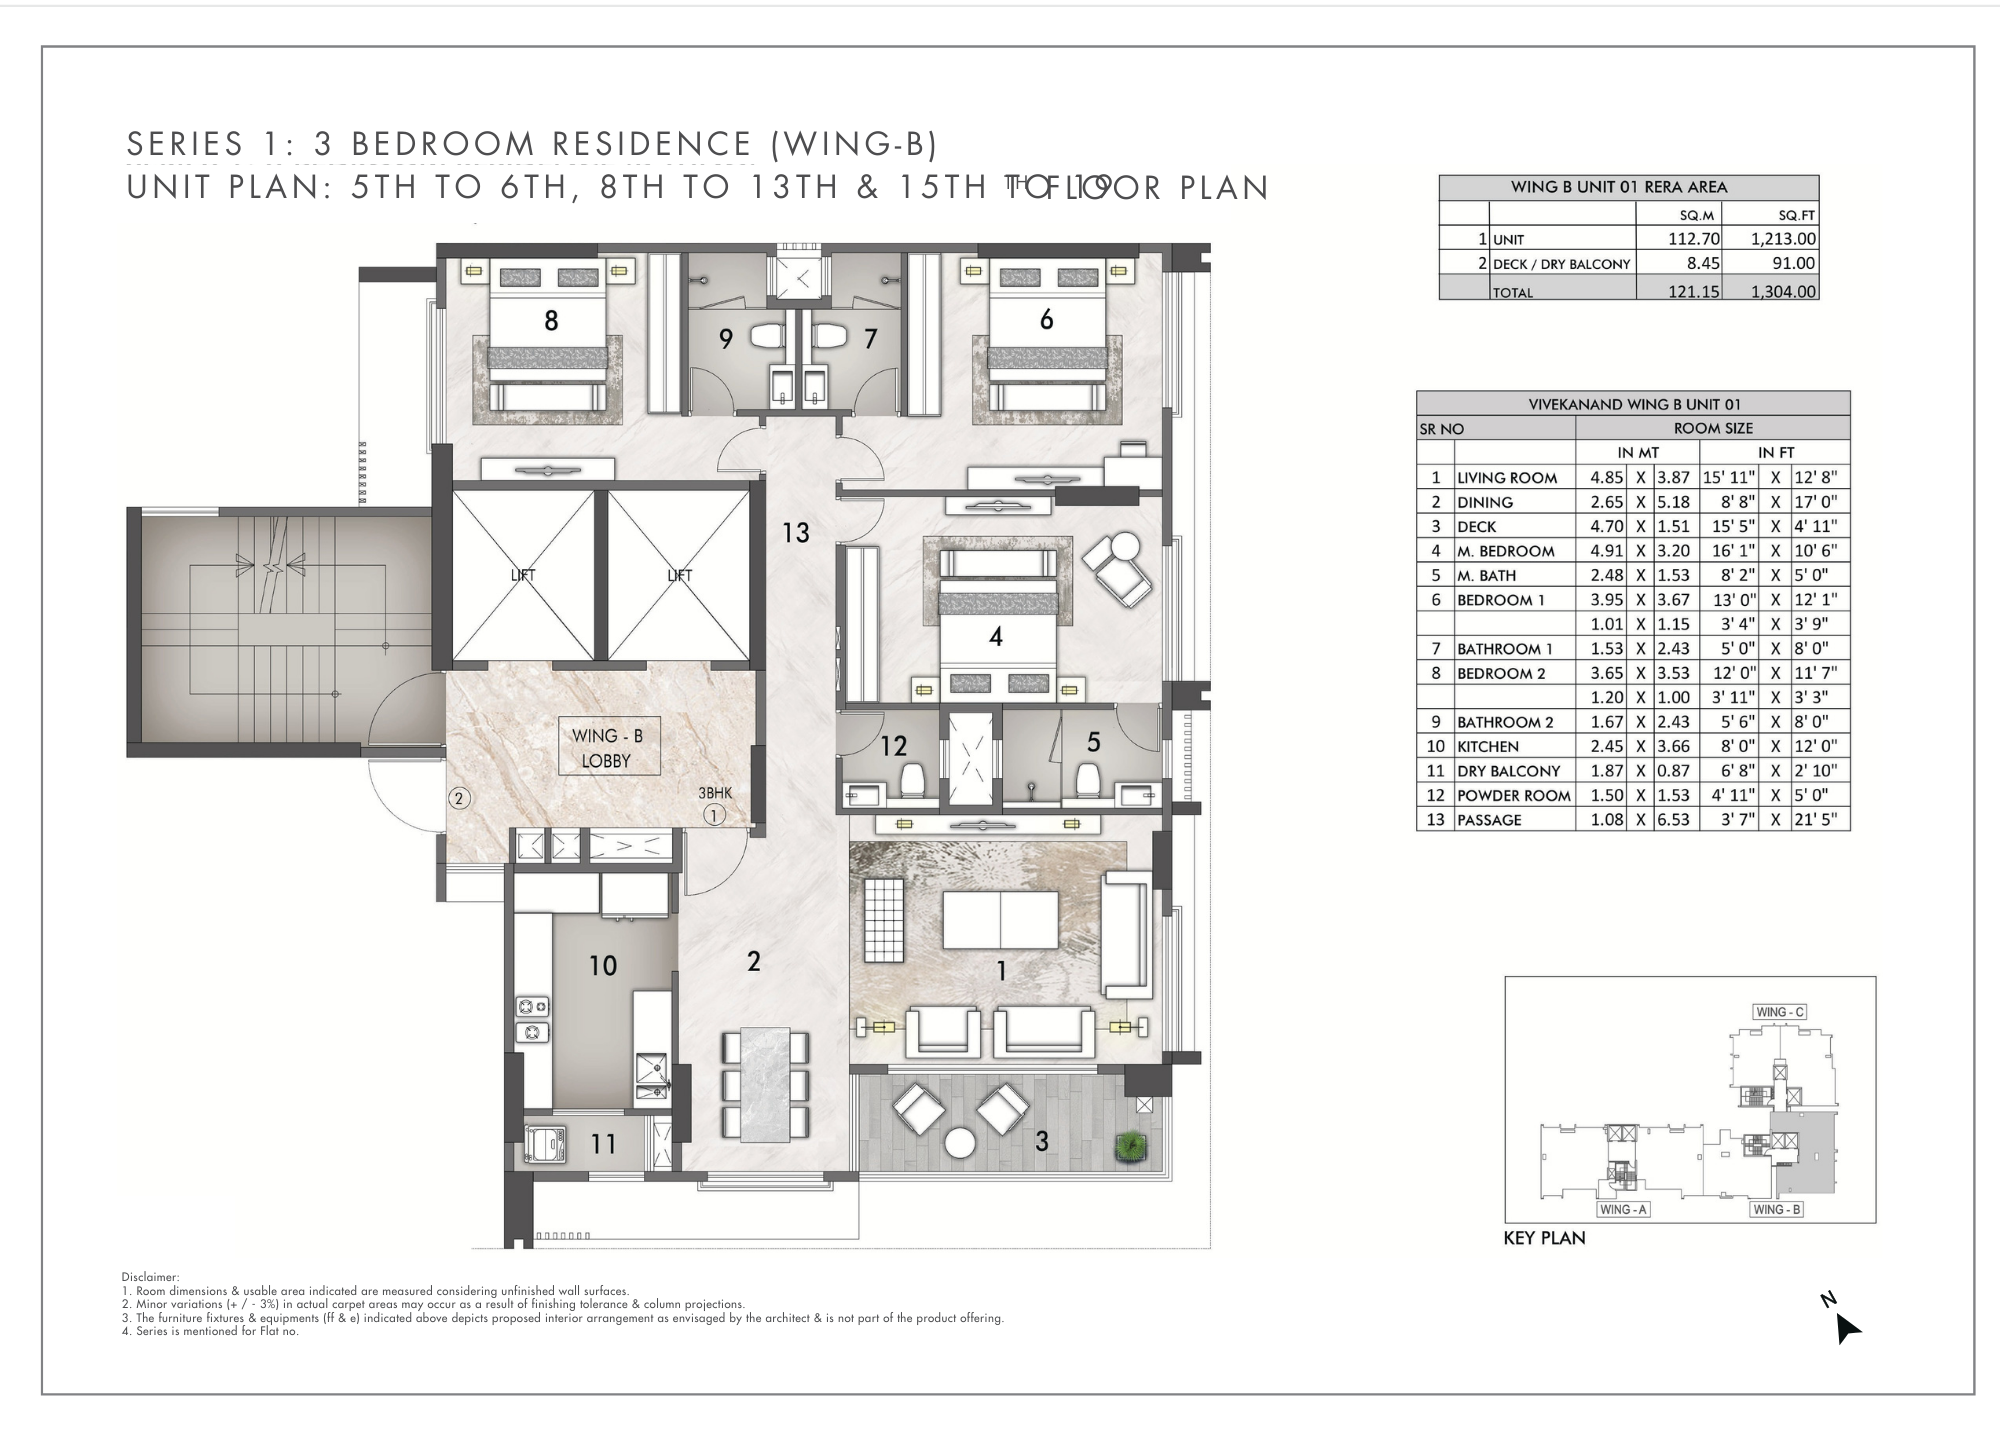 SERIES 1: 3 BEDROOM RESIDENCE (WING-B)
UNIT PLAN: 5TH TO 6TH, 8TH TO 13TH & 15TH TO 19TH FLOOR PLAN
WING B UNIT 01 RERA AREA
SQ.M SQ.FT
1 UNIT 112.70 1,213.00
2 DECK / DRY BALCONY 8.45 91.00
TOTAL 121.15 1,304.00
VIVEKANAND WING B UNIT 01
SR NO ROOM SIZE
IN MT IN FT
1 LIVING ROOM 4.85 X 3.87 15' 11" X 12' 8"
2 DINING 2.65 X 5.18 8' 8" X 17' 0"
3 DECK 4.70 X 1.51 15' 5" X 4' 11"
4 M. BEDROOM 4.91 X 3.20 16' 1" X 10' 6"
5 M. BATH 2.48 X 1.53 8' 2" X 5' 0"
6 BEDROOM 1 3.95 X 3.67 13' 0" X 12' 1"
1.01 X 1.15 3' 4" X 3' 9"
7 BATHROOM 1 1.53 X 2.43 5' 0" X 8' 0"
8 BEDROOM 2 3.65 X 3.53 12' 0" X 11' 7"
1.20 X 1.00 3' 11" X 3' 3"
9 BATHROOM 2 1.67 X 2.43 5' 6" X 8' 0"
10 KITCHEN 2.45 X 3.66 8' 0" X 12' 0"
11 DRY BALCONY 1.87 X 0.87 6' 8" X 2' 10"
12 POWDER ROOM 1.50 X 1.53 4' 11" X 5' 0"
13 PASSAGE 1.08 X 6.53 3' 7" X 21' 5"
8
9
7
6
13
LIFT
LIFT
4
WING - B
LOBBY
12
5
2
3BHK
1
10
2
1
11
3
WING - C
WING - A
WING - B
KEY PLAN
N
Disclaimer:
1. Room dimensions & usable area indicated are measured considering unfinished wall surfaces.
2. Minor variations (+ / - 3%) in actual carpet areas may occur as a result of finishing tolerance & column projections.
3. The furniture fixtures & equipments (ff & e) indicated above depicts proposed interior arrangement as envisaged by the architect & is not part of the product offering.
4. Series is mentioned for Flat no.